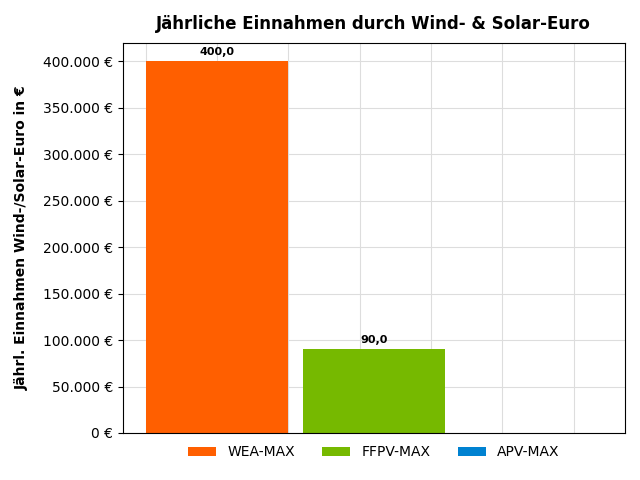 Jährliche Einnahmen durch Wind- & Solar-Euro
Jährl. Einnahmen Wind-/Solar-Euro in €
400.000 €
350.000 €
300.000 €
250.000 €
200.000 €
150.000 €
100.000 €
50.000 €
0 €
400,0
90,0
WEA-MAX
FFPV-MAX
APV-MAX